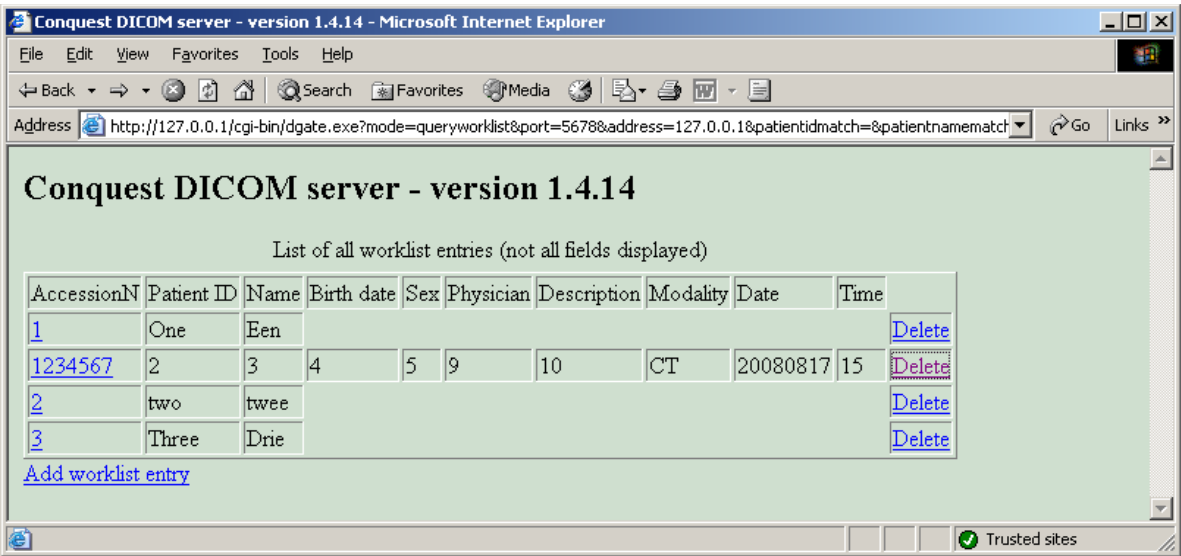 Conquest DICOM server - version 1.4.14 - Microsoft Internet Explorer
File Edit View Favorites Tools Help
Back Search Favorites Media
Address http://127.0.0.1/cgi-bin/dgate.exe?mode=queryworklist&port=5678&address=127.0.0.1&patientidmatch=&patientnamematch Go Links »
Conquest DICOM server - version 1.4.14
List of all worklist entries (not all fields displayed)
AccessionN Patient ID Name Birth date Sex Physician Description Modality Date Time
1 One Een Delete
1234567 2 3 4 5 9 10 CT 20080817 15 Delete
2 two twee Delete
3 Three Drie Delete
Add worklist entry
Trusted sites